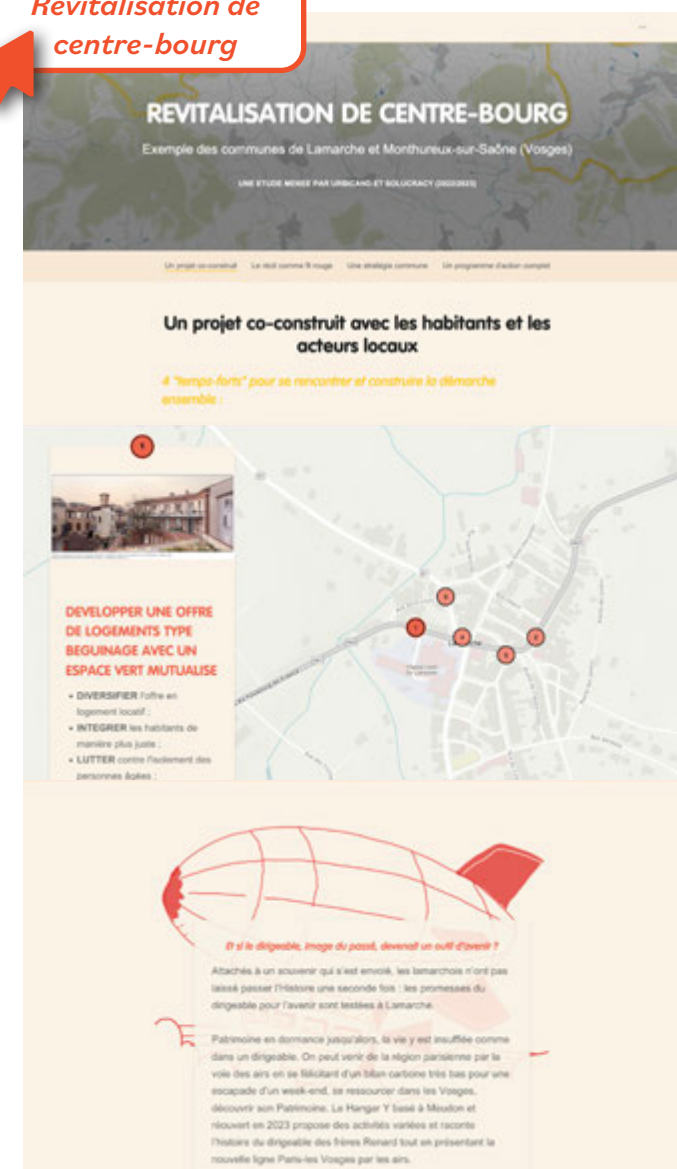 Revitalisation de
centre-bourg
REVITALISATION DE CENTRE-BOURG
Exemple des communes de Lamarche et Monthureux-sur-Saône (Vosges)
UNE ETUDE MENEE PAR URBICAND ET SOLUCRACY (2022/2023)
Un projet co-construit Le récit comme fil rouge Une stratégie commune Un programme d'action complet
Un projet co-construit avec les habitants et les
acteurs locaux
4 "temps-forts" pour se rencontrer et construire la démarche
ensemble :
DEVELOPPER UNE OFFRE
DE LOGEMENTS TYPE
BEGUINAGE AVEC UN
ESPACE VERT MUTUALISE
• DIVERSIFIER l'offre en
logement locatif ;
• INTEGRER les habitants de
manière plus juste ;
• LUTTER contre l'isolement des
personnes âgées ;
Et si le dirigeable, image du passé, devenait un outil d'avenir ?
Attachés à un souvenir qui s'est envolé, les lamarchois n'ont pas
laissé passer l'Histoire une seconde fois : les promesses du
dirigeable pour l'avenir sont testées à Lamarche.
Patrimoine en dormance jusqu'alors, la vie y est insufflée comme
dans un dirigeable. On peut venir de la région parisienne par la
voie des airs en se félicitant d'un bilan carbone très bas pour une
escapade d'un week-end, se ressourcer dans les Vosges,
découvrir son Patrimoine. Le Hangar Y basé à Meudon et
réouvert en 2023 propose des activités variées et raconte
l'histoire du dirigeable des frères Renard tout en présentant la
nouvelle ligne Paris-les Vosges par les airs.